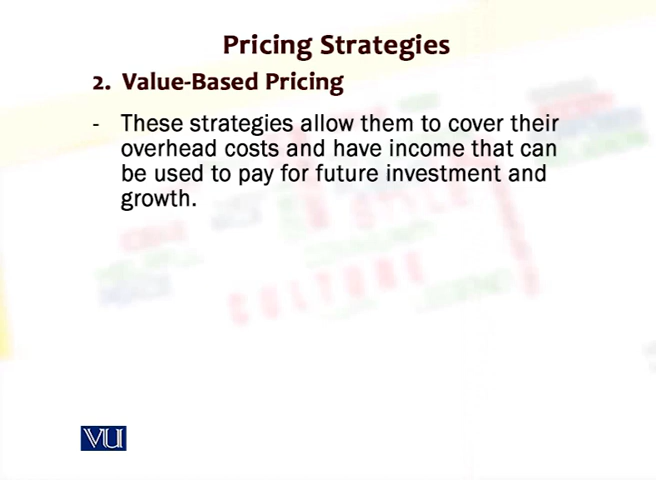 Pricing Strategies
2. Value-Based Pricing
- These strategies allow them to cover their
overhead costs and have income that can
be used to pay for future investment and
growth.
CULTURE
VU